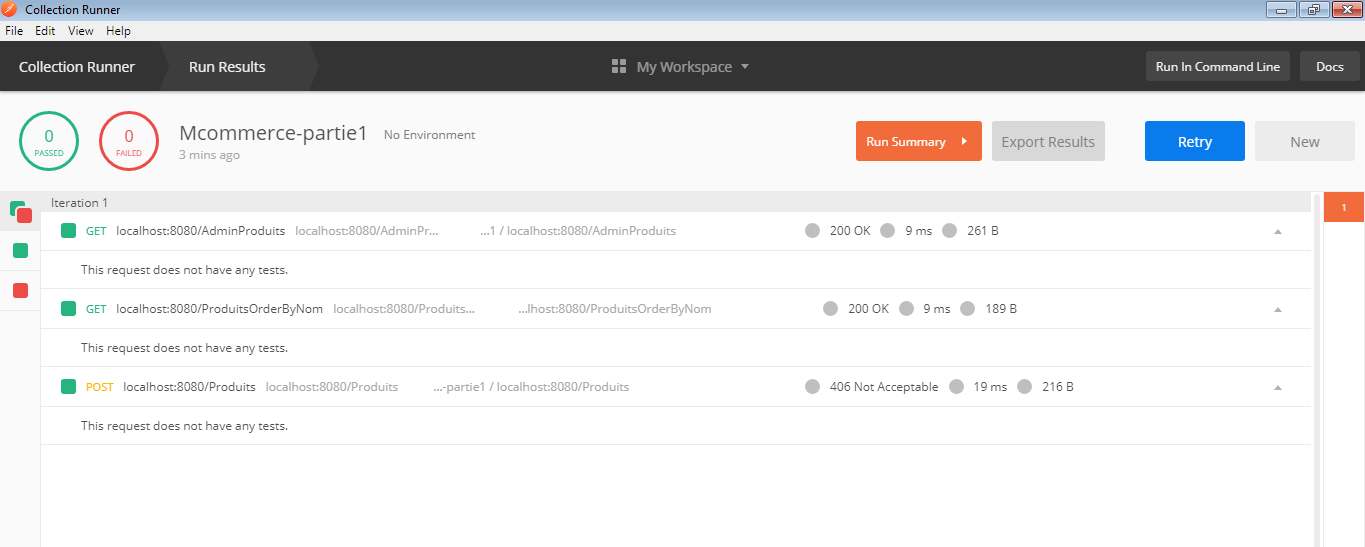 Collection Runner
File Edit View Help
Collection Runner Run Results My Workspace Run In Command Line Docs
0 PASSED 0 FAILED Mcommerce-partie1 No Environment
3 mins ago
Run Summary Export Results Retry New
Iteration 1 1
GET localhost:8080/AdminProduits localhost:8080/AdminPr... ...1 / localhost:8080/AdminProduits 200 OK 9 ms 261 B
This request does not have any tests.
GET localhost:8080/ProduitsOrderByNom localhost:8080/Produits... ...lhost:8080/ProduitsOrderByNom 200 OK 9 ms 189 B
This request does not have any tests.
POST localhost:8080/Produits localhost:8080/Produits ...-partie1 / localhost:8080/Produits 406 Not Acceptable 19 ms 216 B
This request does not have any tests.